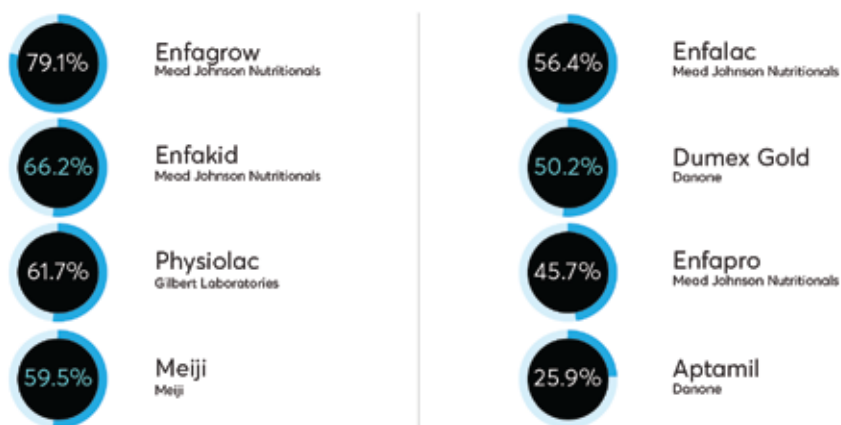 79.1%
Enfagrow
Mead Johnson Nutritionals
66.2%
Enfakid
Mead Johnson Nutritionals
61.7%
Physiolac
Gilbert Laboratories
59.5%
Meiji
Meiji
56.4%
Enfalac
Mead Johnson Nutritionals
50.2%
Dumex Gold
Danone
45.7%
Enfapro
Mead Johnson Nutritionals
25.9%
Aptamil
Danone